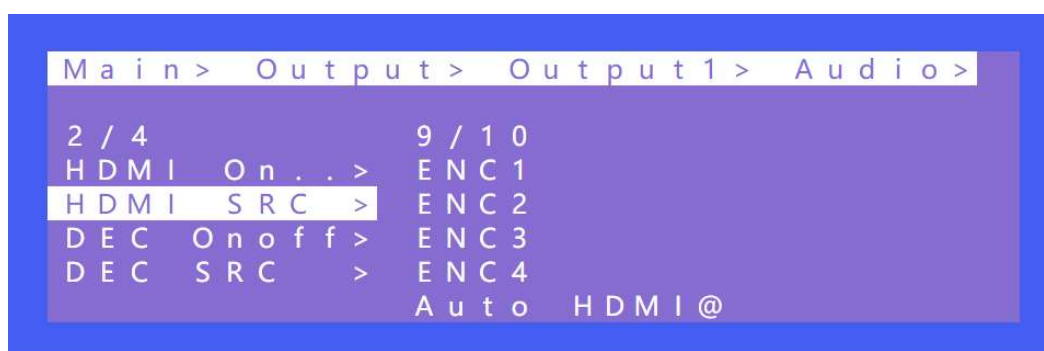 Main> Output> Output1> Audio>
2/4 9/10
HDMI On..> ENC1
HDMI SRC > ENC2
DEC Onoff> ENC3
DEC SRC > ENC4
Auto HDMI@